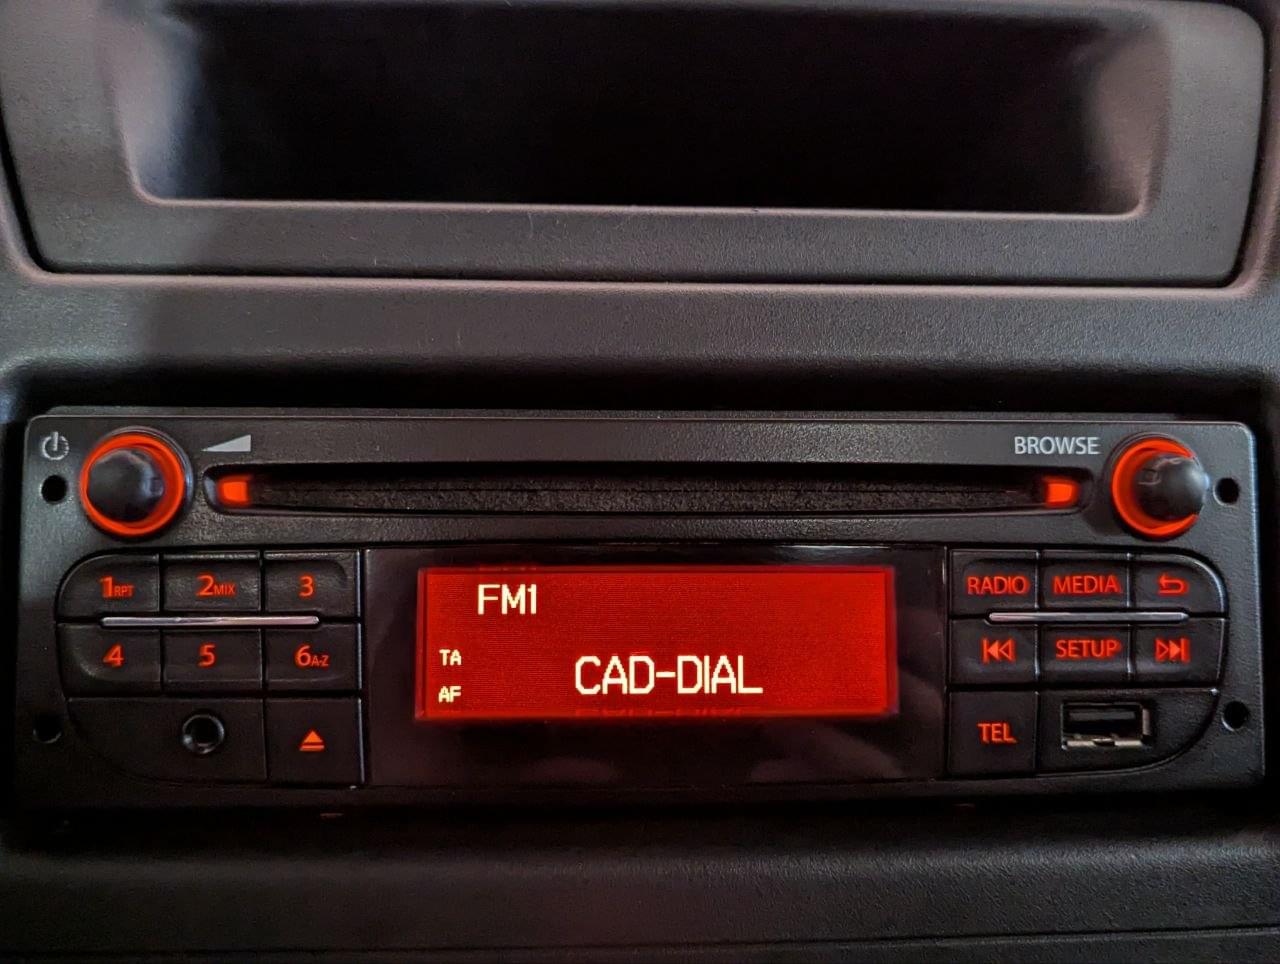 BROWSE
1RPT 2MIX 3
4 5 6A-Z
FM1
TA
AF
CAD-DIAL
RADIO MEDIA
SETUP
TEL